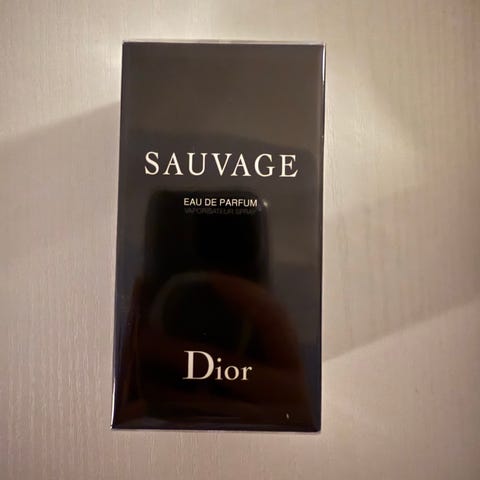 SAUVAGE
EAU DE PARFUM
VAPORISATEUR SPRAY
Dior